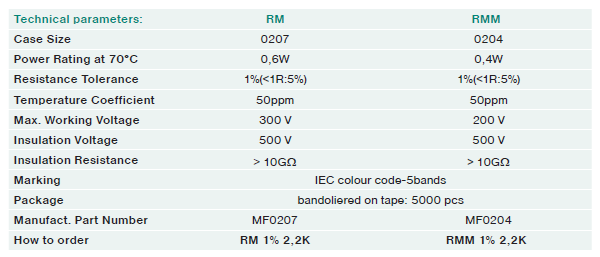 Technical parameters: RM RMM
Case Size 0207 0204
Power Rating at 70°C 0,6W 0,4W
Resistance Tolerance 1%(<1R:5%) 1%(<1R:5%)
Temperature Coefficient 50ppm 50ppm
Max. Working Voltage 300 V 200 V
Insulation Voltage 500 V 500 V
Insulation Resistance > 10GΩ > 10GΩ
Marking IEC colour code-5bands
Package bandoliered on tape: 5000 pcs
Manufact. Part Number MF0207 MF0204
How to order RM 1% 2,2K RMM 1% 2,2K